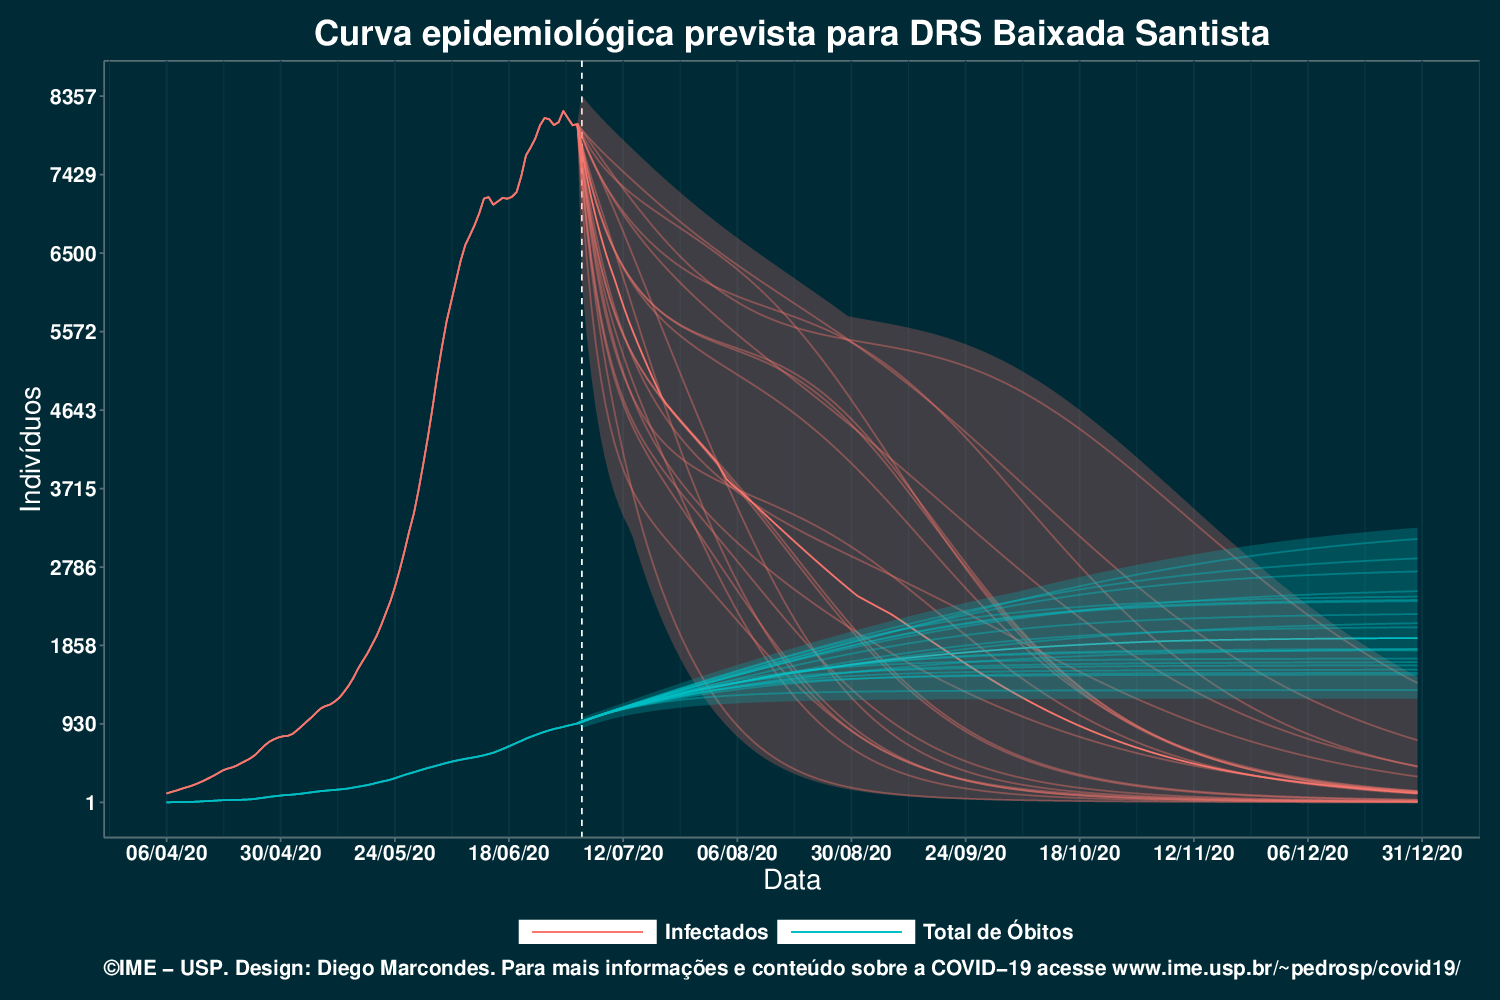 Curva epidemiológica prevista para DRS Baixada Santista
Indivíduos
8357
7429
6500
5572
4643
3715
2786
1858
930
1
06/04/20 30/04/20 24/05/20 18/06/20 12/07/20 06/08/20 30/08/20 24/09/20 18/10/20 12/11/20 06/12/20 31/12/20
Data
Infectados Total de Óbitos
©IME – USP. Design: Diego Marcondes. Para mais informações e conteúdo sobre a COVID–19 acesse www.ime.usp.br/~pedrosp/covid19/